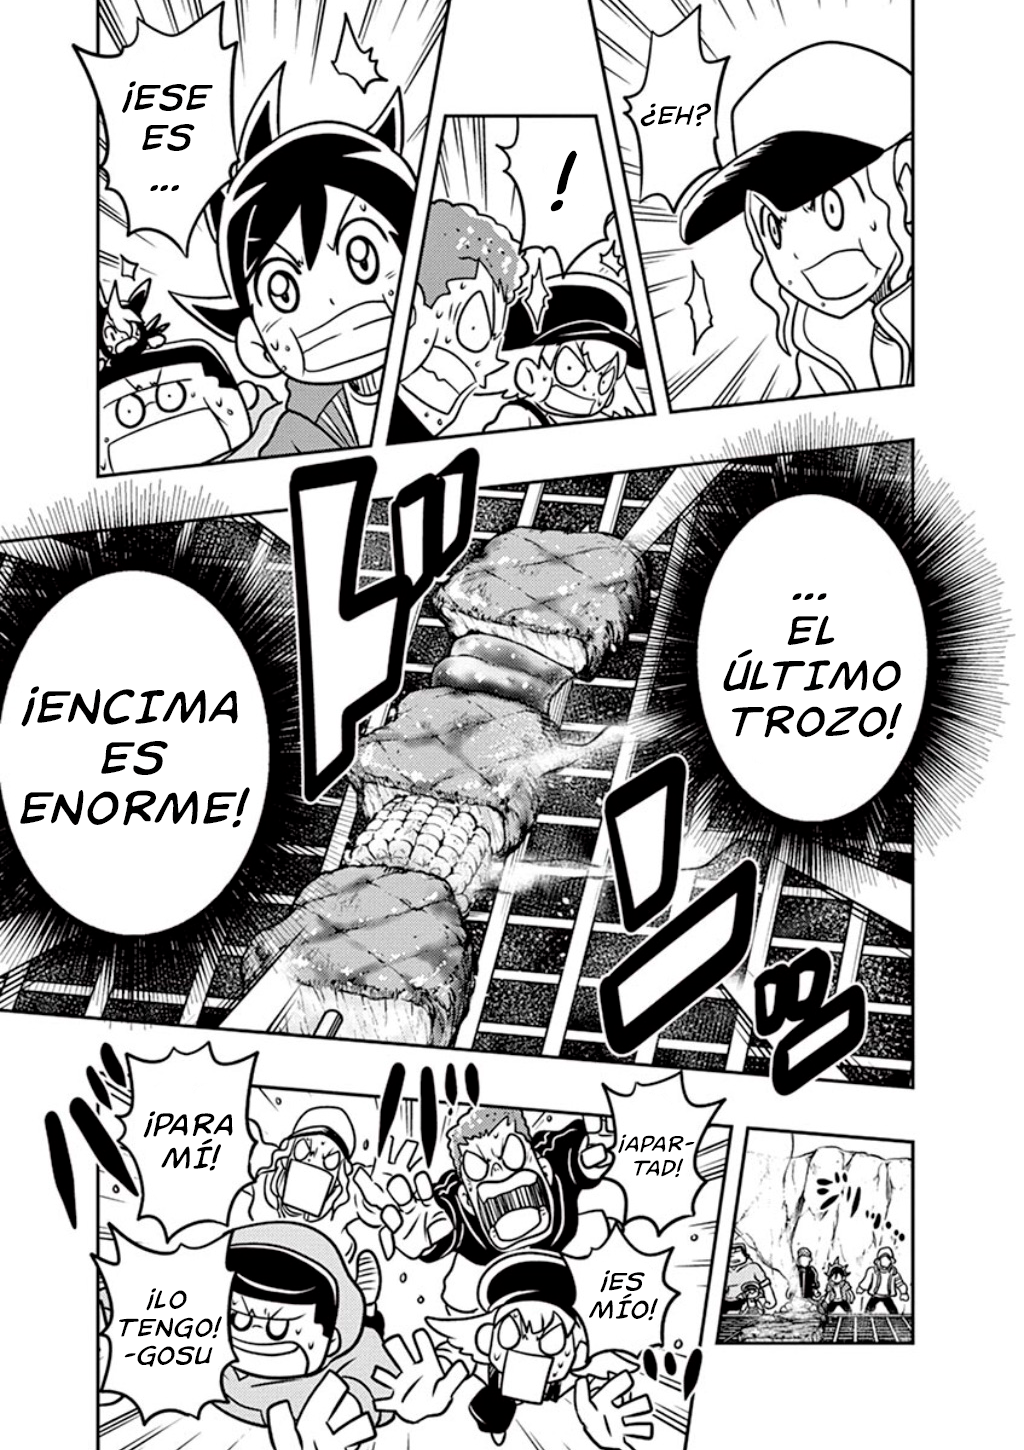 ¿EH?
!
¡ESE
ES
...
...
EL
ÚLTIMO
TROZO!
¡ENCIMA
ES
ENORME!
¡APAR-
TAD!
¡PARA
MÍ!
¡ES
MÍO!
¡LO
TENGO!
-GOSU